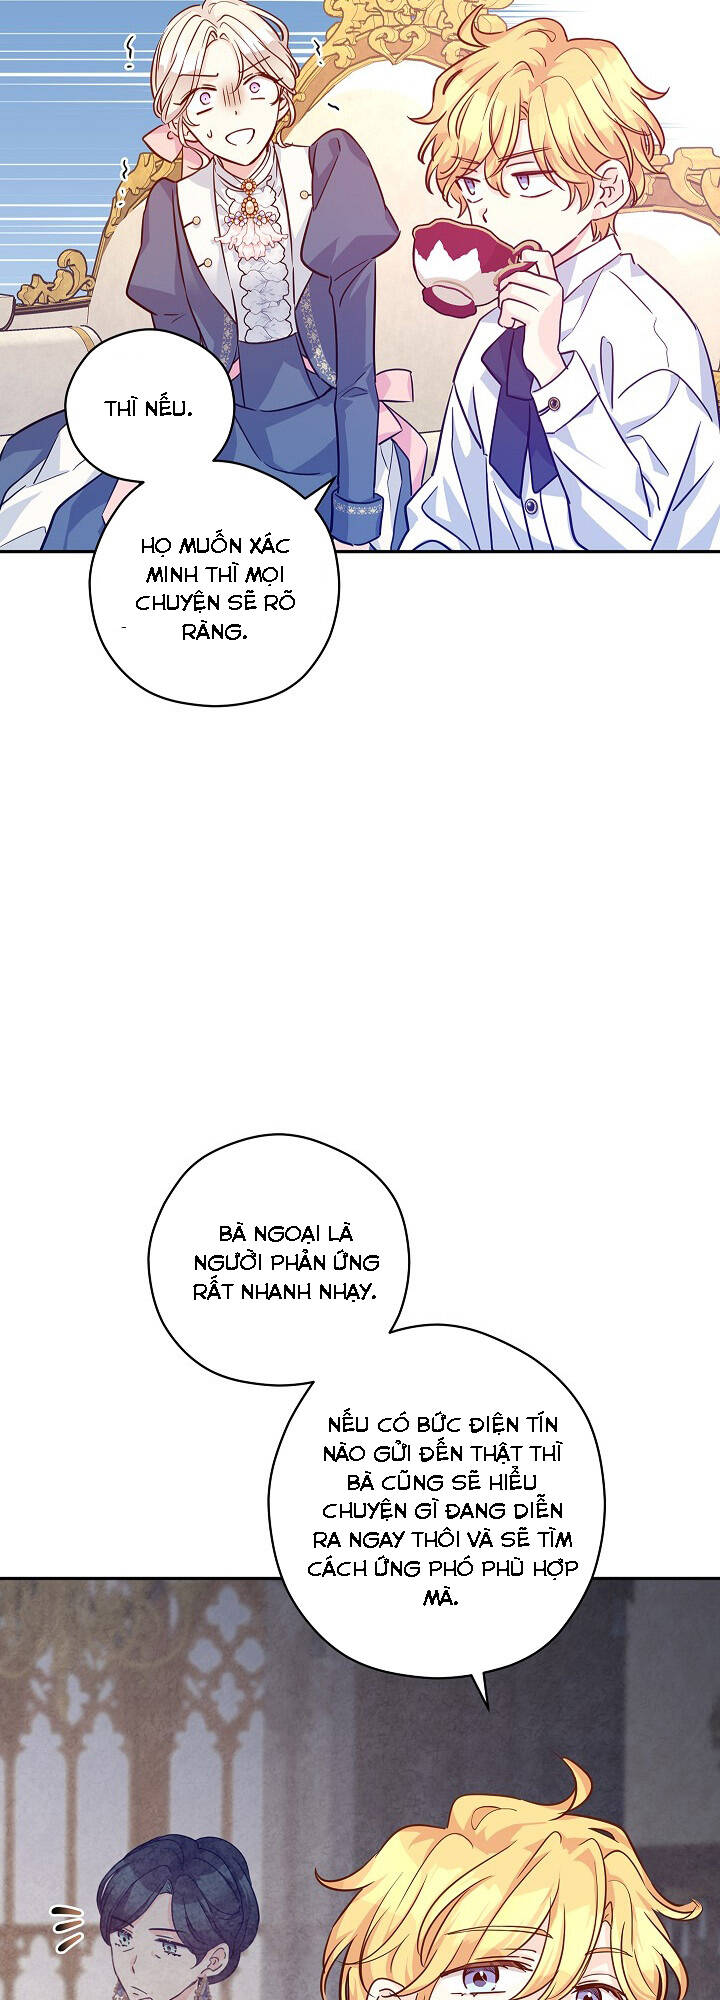 THÌ NẾU.
HỌ MUỐN XÁC
MINH THÌ MỌI
CHUYỆN SẼ RÕ
RÀNG.
BÀ NGOẠI LÀ
NGƯỜI PHẢN ỨNG
RẤT NHANH NHẠY.
NẾU CÓ BỨC ĐIỆN TÍN
NÀO GỬI ĐẾN THẬT THÌ
BÀ CŨNG SẼ HIỂU
CHUYỆN GÌ ĐANG DIỄN
RA NGAY THÔI VÀ SẼ TÌM
CÁCH ỨNG PHÓ PHÙ HỢP
MÀ.